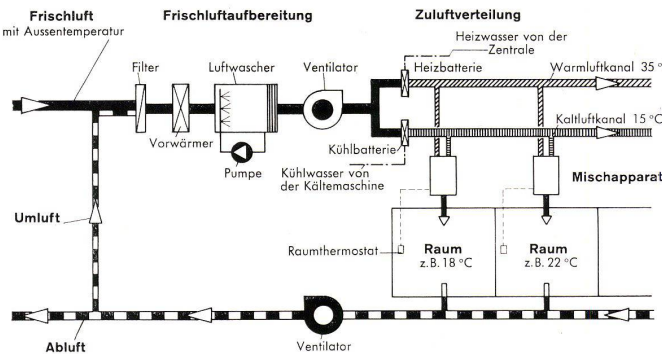 Frischluft
mit Aussentemperatur
Frischluftaufbereitung
Zuluftverteilung
Heizwasser von der
Zentrale
Filter
Luftwascher
Ventilator
Heizbatterie
Warmluftkanal 35°
Kaltluftkanal 15°C
Vorwärmer
Pumpe
Kühlbatterie
Kühlwasser von
der Kältemaschine
Mischapparat
Umluft
Raumthermostat
Raum
z.B. 18 °C
Raum
z.B. 22 °C
Abluft
Ventilator